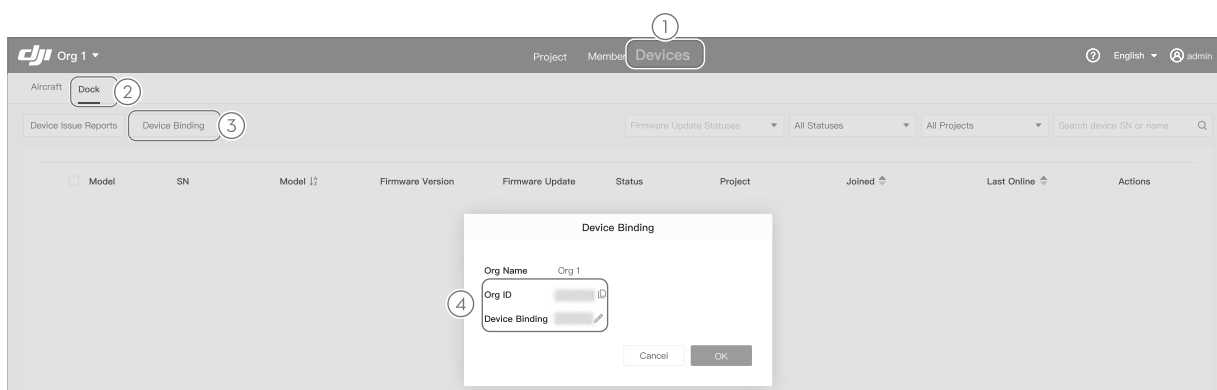 1
dji Org 1 Project Member Devices English admin
Aircraft Dock 2
Device Issue Reports Device Binding 3 Firmware Update Statuses All Statuses All Projects Search device SN or name
Model SN Model Firmware Version Firmware Update Status Project Joined Last Online Actions
Device Binding
Org Name Org 1
4 Org ID
Device Binding
Cancel OK